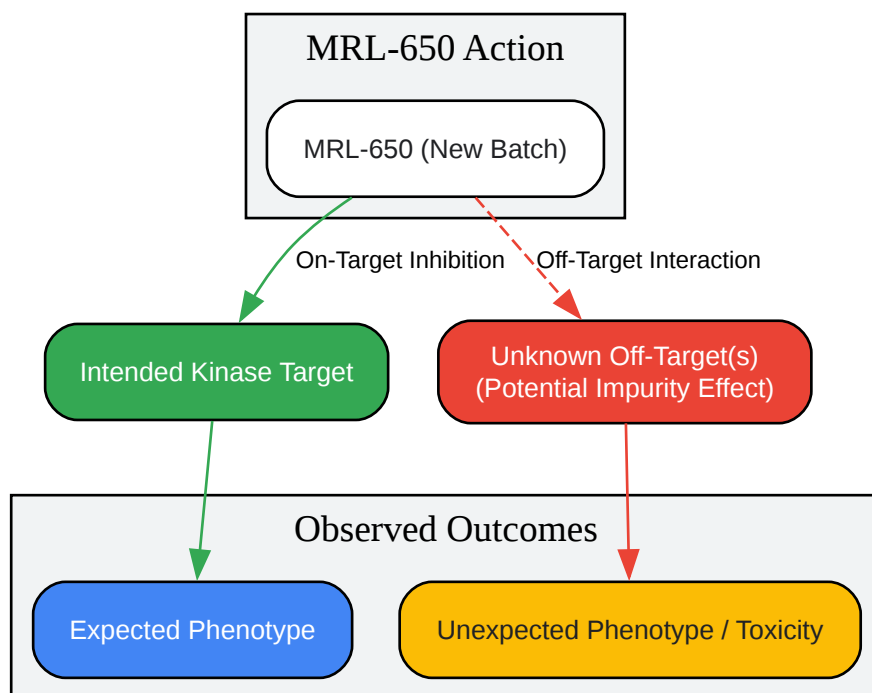 MRL-650 Action
MRL-650 (New Batch)
On-Target Inhibition
Off-Target Interaction
Intended Kinase Target
Unknown Off-Target(s)
(Potential Impurity Effect)
Observed Outcomes
Expected Phenotype
Unexpected Phenotype / Toxicity